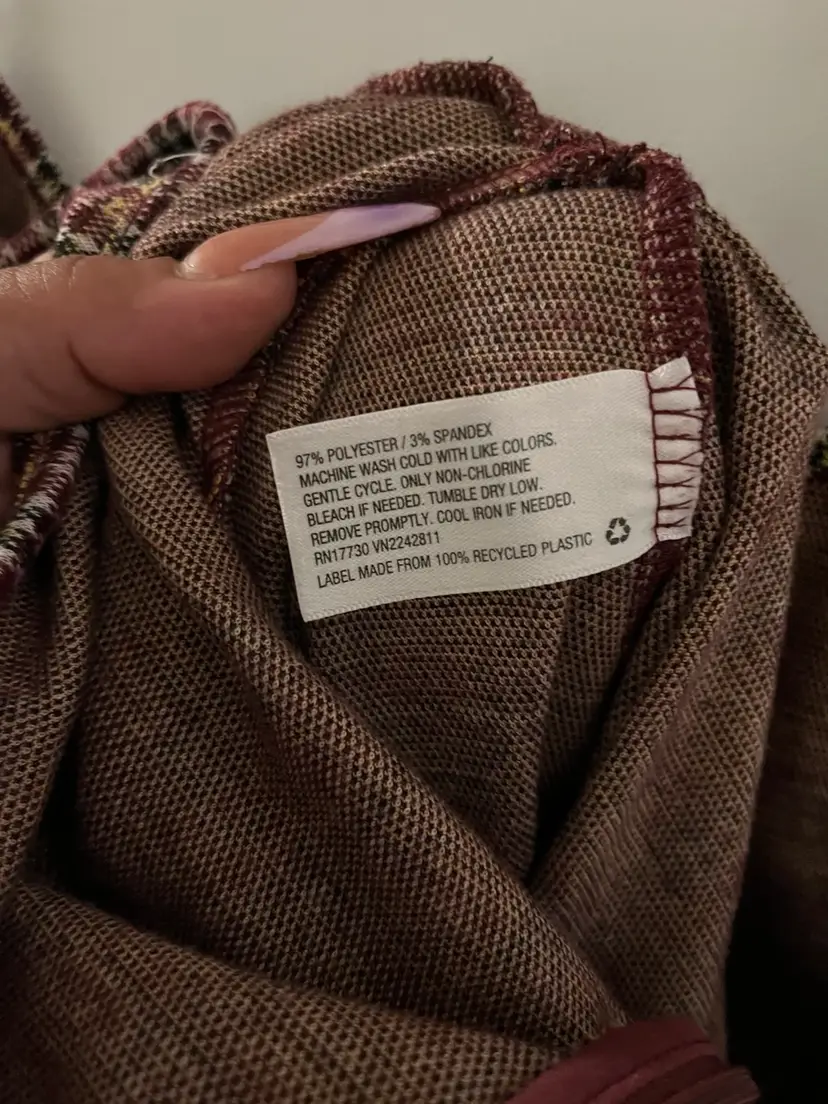 97% POLYESTER / 3% SPANDEX
MACHINE WASH COLD WITH LIKE COLORS.
GENTLE CYCLE. ONLY NON-CHLORINE
BLEACH IF NEEDED. TUMBLE DRY LOW.
REMOVE PROMPTLY. COOL IRON IF NEEDED.
RN17730 VN2242811
LABEL MADE FROM 100% RECYCLED PLASTIC